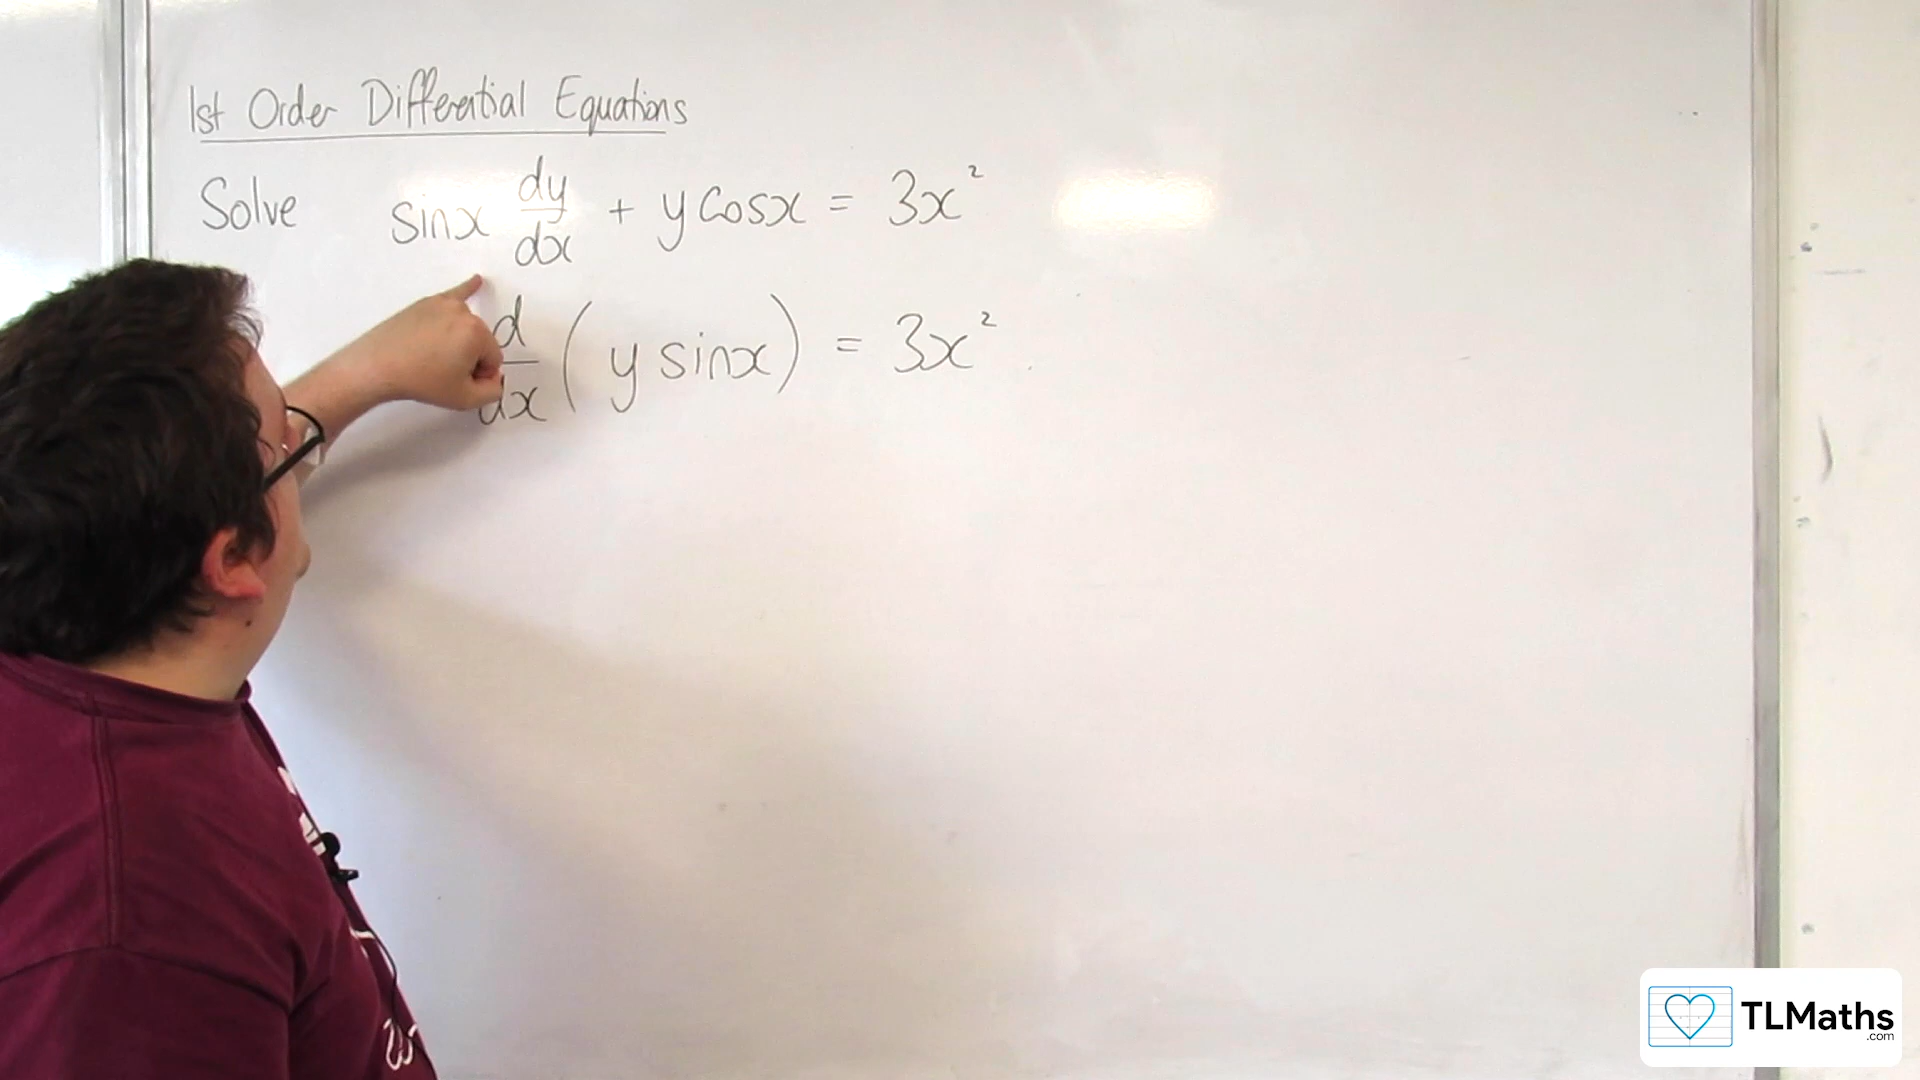 1st Order Differential Equations
Solve sinx dy/dx + y cosx = 3x²
d/dx ( y sinx ) = 3x²
TLMaths
.com